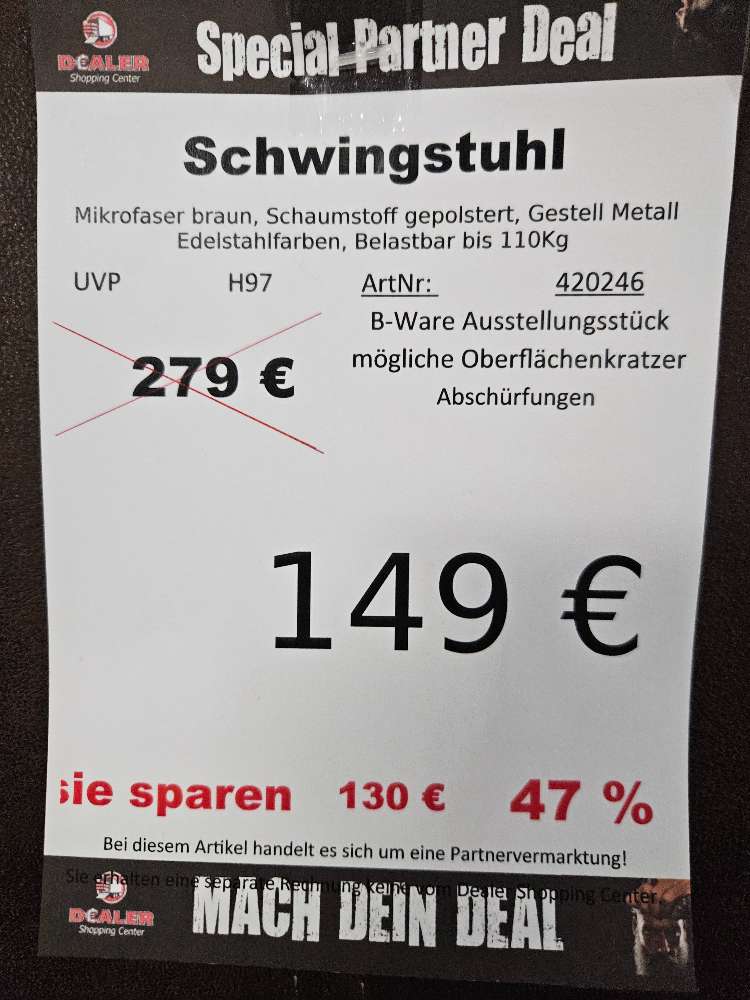 DEALER
Shopping Center
Special Partner Deal
Schwingstuhl
Mikrofaser braun, Schaumstoff gepolstert, Gestell Metall
Edelstahlfarben, Belastbar bis 110Kg
UVP H97 ArtNr: 420246
B-Ware Ausstellungsstück
279 € mögliche Oberflächenkratzer
Abschürfungen
149 €
sie sparen 130 € 47 %
Bei diesem Artikel handelt es sich um eine Partnervermarktung!
Sie erhalten eine separate Rechnung keine vom Dealer Shopping Center
DEALER
Shopping Center
MACH DEIN DEAL